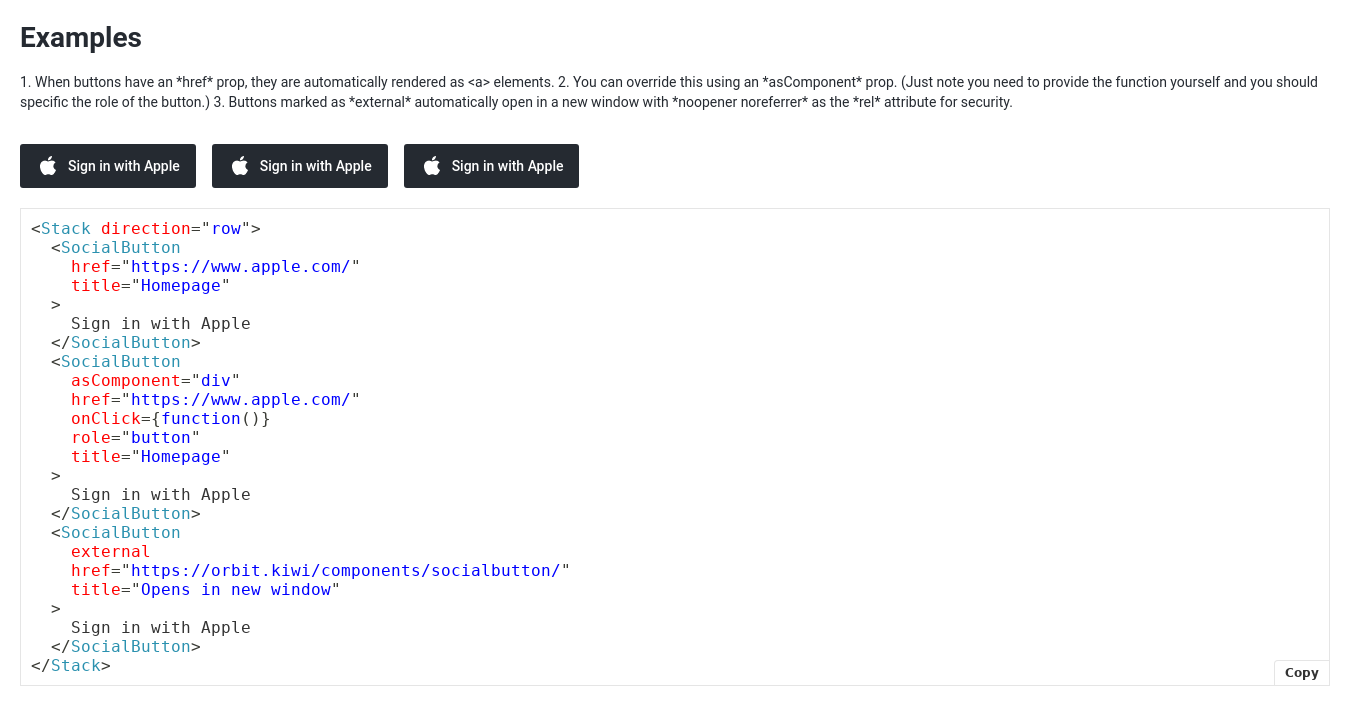 Examples
1. When buttons have an *href* prop, they are automatically rendered as <a> elements. 2. You can override this using an *asComponent* prop. (Just note you need to provide the function yourself and you should
specific the role of the button.) 3. Buttons marked as *external* automatically open in a new window with *noopener noreferrer* as the *rel* attribute for security.
Sign in with Apple
Sign in with Apple
Sign in with Apple
<Stack direction="row">
  <SocialButton
    href="https://www.apple.com/"
    title="Homepage"
  >
    Sign in with Apple
  </SocialButton>
  <SocialButton
    asComponent="div"
    href="https://www.apple.com/"
    onClick={function()}
    role="button"
    title="Homepage"
  >
    Sign in with Apple
  </SocialButton>
  <SocialButton
    external
    href="https://orbit.kiwi/components/socialbutton/"
    title="Opens in new window"
  >
    Sign in with Apple
  </SocialButton>
</Stack>
Copy